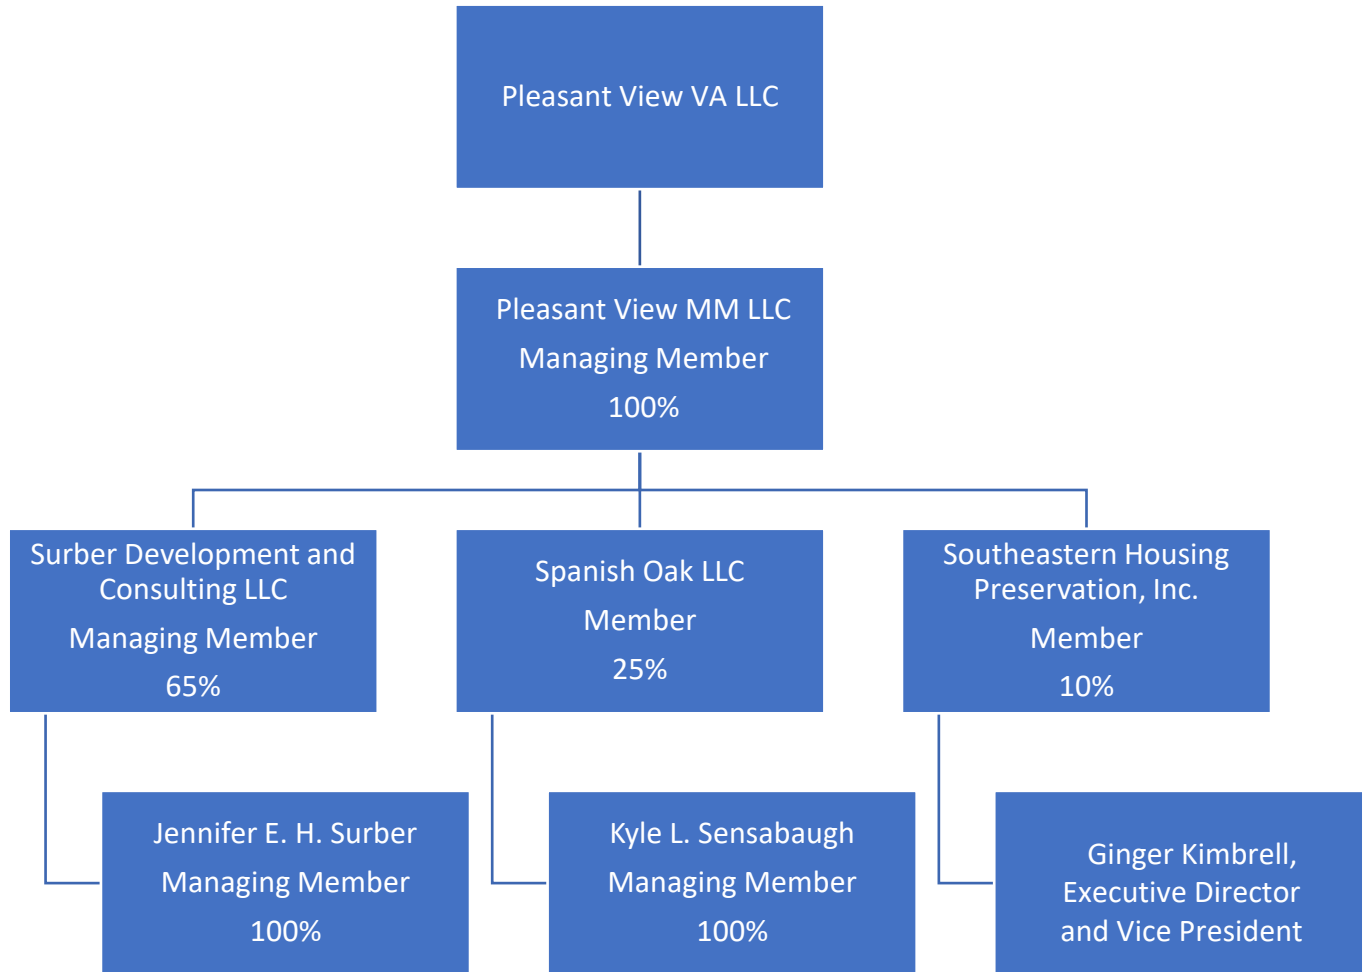 Pleasant View VA LLC
Pleasant View MM LLC
Managing Member
100%
Surber Development and
Consulting LLC
Managing Member
65%
Spanish Oak LLC
Member
25%
Southeastern Housing
Preservation, Inc.
Member
10%
Jennifer E. H. Surber
Managing Member
100%
Kyle L. Sensabaugh
Managing Member
100%
Ginger Kimbrell,
Executive Director
and Vice President